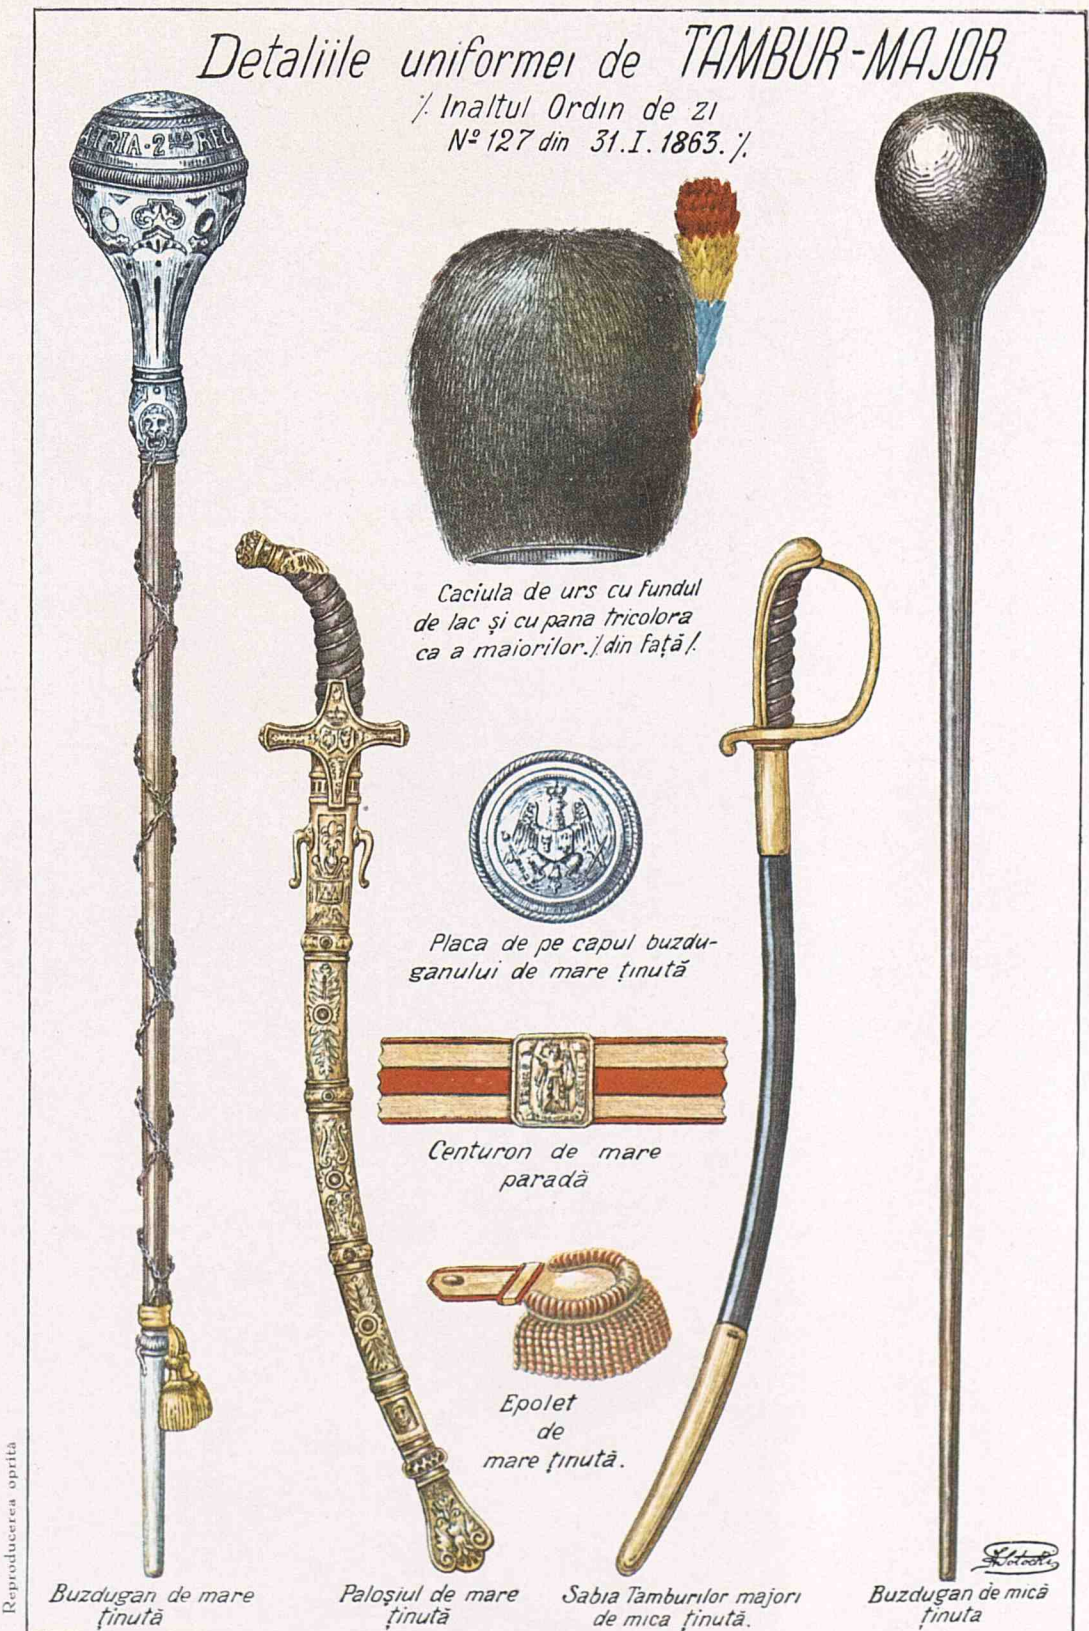 Detaliile uniformei de TAMBUR-MAJOR
⁒ Inaltul Ordin de zi
Nº 127 din 31.I.1863. ⁒
TRIA·2 REG
Caciula de urs cu fundul
de lac și cu pana tricolora
ca a maiorilor./.din față/.
Placa de pe capul buzdu-
ganului de mare ținută
Centuron de mare
paradă
Epolet
de
mare ținută.
Buzdugan de mare
ținută
Paloșiul de mare
ținută
Sabia Tamburilor majori
de mica ținută.
Buzdugan de mică
ținuta
Reproducerea oprită